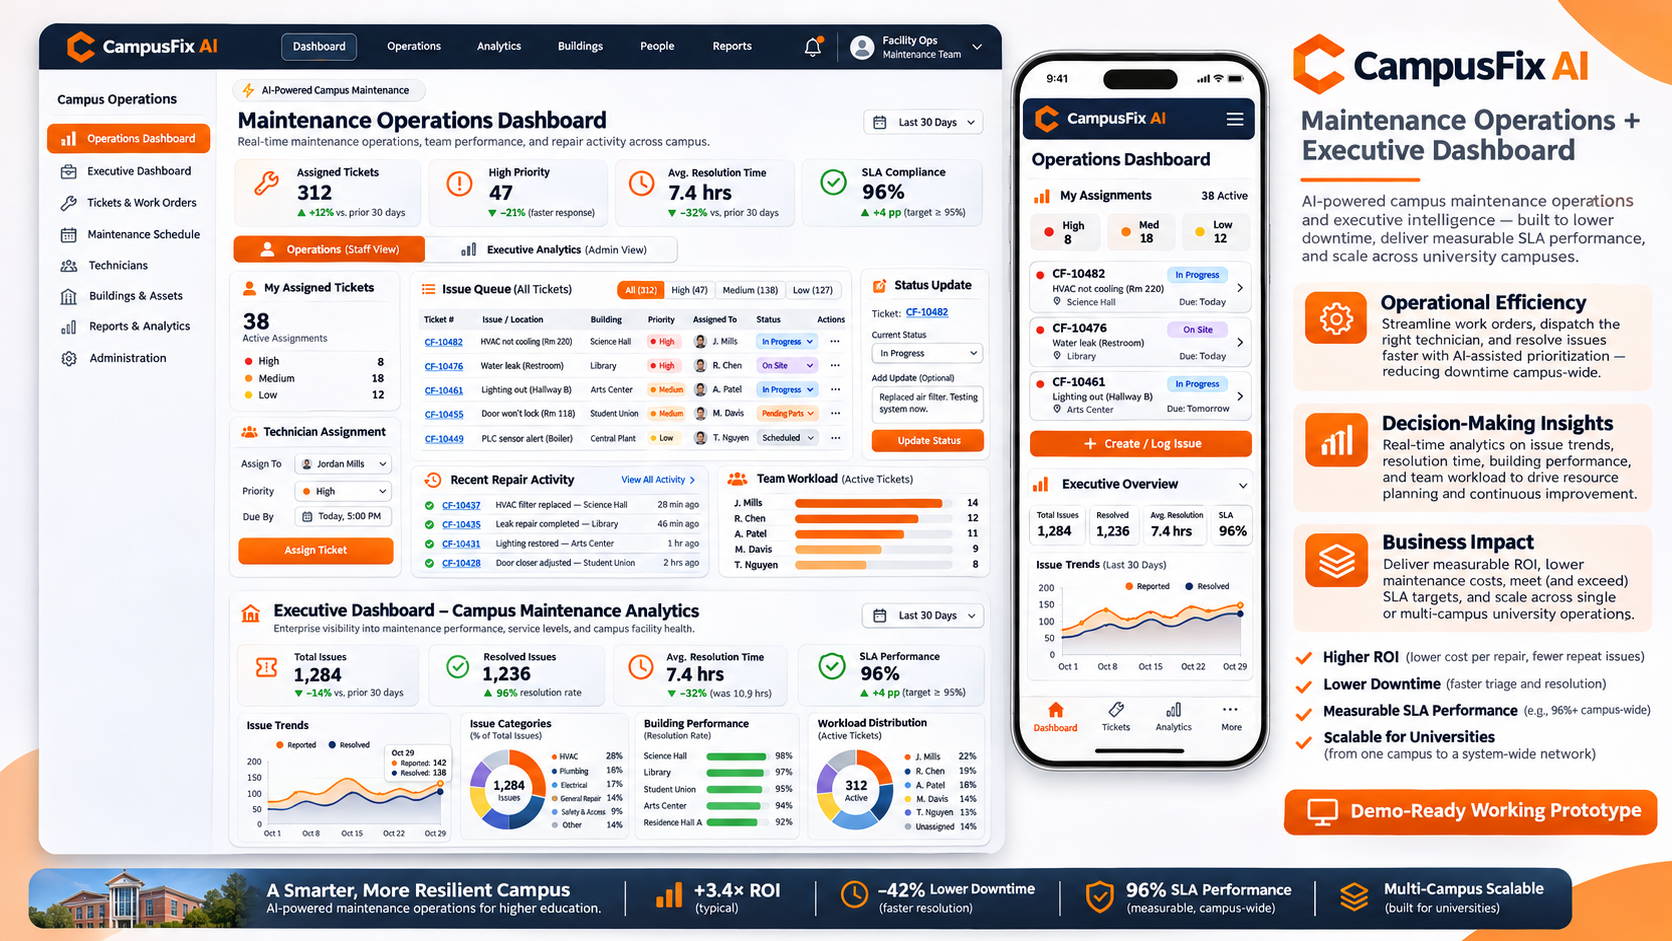 CampusFix AI
Dashboard
Operations
Analytics
Buildings
People
Reports
Facility Ops
Maintenance Team
Campus Operations
Operations Dashboard
Executive Dashboard
Tickets & Work Orders
Maintenance Schedule
Technicians
Buildings & Assets
Reports & Analytics
Administration
AI-Powered Campus Maintenance
Maintenance Operations Dashboard
Real-time maintenance operations, team performance, and repair activity across campus.
Last 30 Days
Assigned Tickets
312
▲ +12% vs. prior 30 days
High Priority
47
▼ −21% (faster response)
Avg. Resolution Time
7.4 hrs
▼ −32% vs. prior 30 days
SLA Compliance
96%
▲ +4 pp (target ≥ 95%)
Operations (Staff View)
Executive Analytics (Admin View)
My Assigned Tickets
38
Active Assignments
High 8
Medium 18
Low 12
Technician Assignment
Assign To Jordan Mills
Priority High
Due By Today, 5:00 PM
Assign Ticket
Issue Queue (All Tickets)
All (312) High (47) Medium (138) Low (127)
Ticket # Issue / Location Building Priority Assigned To Status Actions
CF-10482 HVAC not cooling (Rm 220) Science Hall High J. Mills In Progress
CF-10476 Water leak (Restroom) Library High R. Chen On Site
CF-10461 Lighting out (Hallway B) Arts Center Medium A. Patel In Progress
CF-10455 Door won't lock (Rm 118) Student Union Medium M. Davis Pending Parts
CF-10449 PLC sensor alert (Boiler) Central Plant Low T. Nguyen Scheduled
Status Update
Ticket: CF-10482
Current Status
In Progress
Add Update (Optional)
Replaced air filter. Testing
system now.
Update Status
Recent Repair Activity
View All Activity
CF-10437 HVAC filter replaced — Science Hall 28 min ago
CF-10435 Leak repair completed — Library 46 min ago
CF-10431 Lighting restored — Arts Center 1 hr ago
CF-10428 Door closer adjusted — Student Union 2 hrs ago
Team Workload (Active Tickets)
J. Mills 14
R. Chen 12
A. Patel 11
M. Davis 9
T. Nguyen 8
Executive Dashboard – Campus Maintenance Analytics
Enterprise visibility into maintenance performance, service levels, and campus facility health.
Last 30 Days
Total Issues
1,284
▼ −14% vs. prior 30 days
Resolved Issues
1,236
▲ 96% resolution rate
Avg. Resolution Time
7.4 hrs
▼ −32% (was 10.9 hrs)
SLA Performance
96%
▲ +4 pp (target ≥ 95%)
Issue Trends
Reported Resolved
Oct 29
Reported: 142
Resolved: 138
200
150
100
50
0
Oct 1 Oct 8 Oct 15 Oct 22 Oct 29
Issue Categories
(% of Total Issues)
1,284
Issues
HVAC 28%
Plumbing 18%
Electrical 17%
General Repair 14%
Safety & Access 9%
Other 14%
Building Performance
(Resolution Rate)
Science Hall 98%
Library 97%
Student Union 95%
Arts Center 94%
Residence Hall A 92%
Workload Distribution
(Active Tickets)
312
Active
J. Mills 22%
R. Chen 19%
A. Patel 18%
M. Davis 14%
T. Nguyen 13%
Unassigned 14%
9:41
CampusFix AI
Operations Dashboard
My Assignments 38 Active
High
8
Med
18
Low
12
CF-10482 In Progress
HVAC not cooling (Rm 220)
Science Hall Due: Today
CF-10476 On Site
Water leak (Restroom)
Library Due: Today
CF-10461 In Progress
Lighting out (Hallway B)
Arts Center Due: Tomorrow
+ Create / Log Issue
Executive Overview
Total Issues
1,284
Resolved
1,236
Avg. Resolution
7.4 hrs
SLA
96%
Issue Trends (Last 30 Days)
Reported Resolved
200
150
100
50
0
Oct 1 Oct 8 Oct 15 Oct 22 Oct 29
Dashboard Tickets Analytics More
CampusFix AI
Maintenance Operations +
Executive Dashboard
AI-powered campus maintenance operations
and executive intelligence — built to lower
downtime, deliver measurable SLA performance,
and scale across university campuses.
Operational Efficiency
Streamline work orders, dispatch the
right technician, and resolve issues
faster with AI-assisted prioritization —
reducing downtime campus-wide.
Decision-Making Insights
Real-time analytics on issue trends,
resolution time, building performance,
and team workload to drive resource
planning and continuous improvement.
Business Impact
Deliver measurable ROI, lower
maintenance costs, meet (and exceed)
SLA targets, and scale across single
or multi-campus university operations.
Higher ROI (lower cost per repair, fewer repeat issues)
Lower Downtime (faster triage and resolution)
Measurable SLA Performance (e.g., 96%+ campus-wide)
Scalable for Universities
(from one campus to a system-wide network)
Demo-Ready Working Prototype
A Smarter, More Resilient Campus
AI-powered maintenance operations for higher education.
+3.4× ROI
(typical)
−42% Lower Downtime
(faster resolution)
96% SLA Performance
(measurable, campus-wide)
Multi-Campus Scalable
(built for universities)